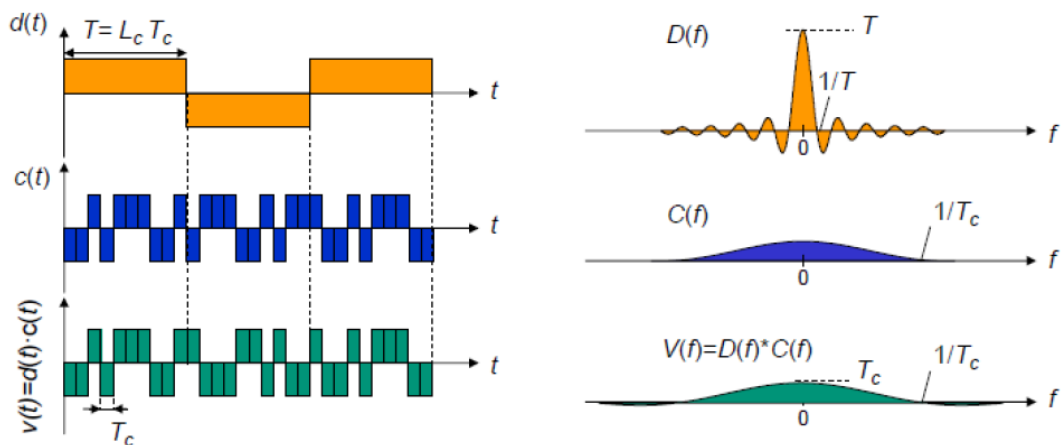 d(t)
T= L_c T_c
t
c(t)
t
v(t)=d(t)·c(t)
t
T_c
D(f)
T
1/T
0
f
C(f)
1/T_c
0
f
V(f)=D(f)*C(f)
T_c
1/T_c
0
f